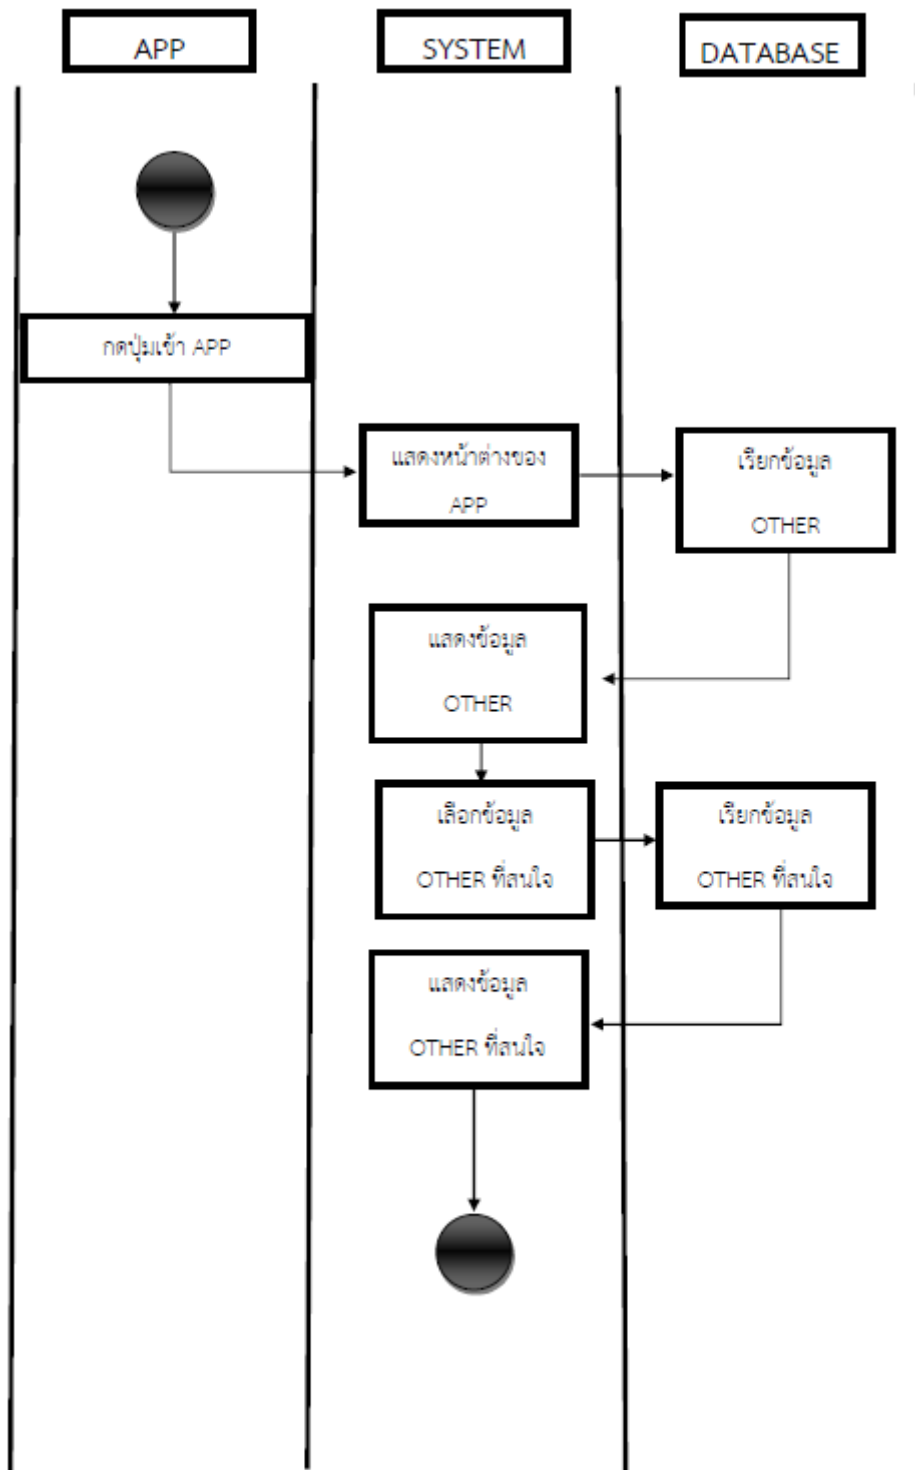 APP
SYSTEM
DATABASE
กดปุ่มเข้า APP
แสดงหน้าต่างของ
APP
เรียกข้อมูล
OTHER
แสดงข้อมูล
OTHER
เลือกข้อมูล
OTHER ที่สนใจ
เรียกข้อมูล
OTHER ที่สนใจ
แสดงข้อมูล
OTHER ที่สนใจ